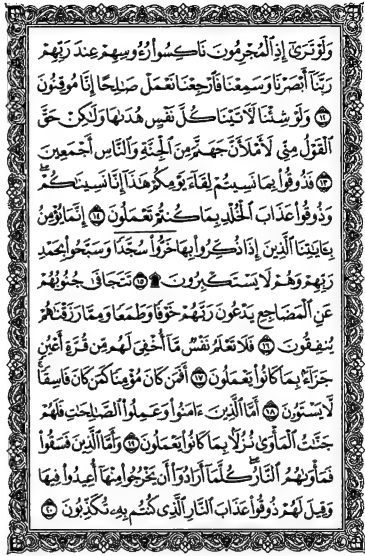 وَلَوْ تَرَىٰٓ إِذِ ٱلْمُجْرِمُونَ نَاكِسُوا۟ رُءُوسِهِمْ عِندَ رَبِّهِمْ
رَبَّنَآ أَبْصَرْنَا وَسَمِعْنَا فَٱرْجِعْنَا نَعْمَلْ صَـٰلِحًا إِنَّا مُوقِنُونَ
١٢ وَلَوْ شِئْنَا لَـَٔاتَيْنَا كُلَّ نَفْسٍ هُدَىٰهَا وَلَـٰكِنْ حَقَّ
ٱلْقَوْلُ مِنِّى لَأَمْلَأَنَّ جَهَنَّمَ مِنَ ٱلْجِنَّةِ وَٱلنَّاسِ أَجْمَعِينَ
١٣ فَذُوقُوا۟ بِمَا نَسِيتُمْ لِقَآءَ يَوْمِكُمْ هَـٰذَآ إِنَّا نَسِينَـٰكُمْ ۖ
وَذُوقُوا۟ عَذَابَ ٱلْخُلْدِ بِمَا كُنتُمْ تَعْمَلُونَ ١٤ إِنَّمَا يُؤْمِنُ
بِـَٔايَـٰتِنَا ٱلَّذِينَ إِذَا ذُكِّرُوا۟ بِهَا خَرُّوا۟ سُجَّدًا وَسَبَّحُوا۟ بِحَمْدِ
رَبِّهِمْ وَهُمْ لَا يَسْتَكْبِرُونَ ۩ ١٥ تَتَجَافَىٰ جُنُوبُهُمْ
عَنِ ٱلْمَضَاجِعِ يَدْعُونَ رَبَّهُمْ خَوْفًا وَطَمَعًا وَمِمَّا رَزَقْنَـٰهُمْ
يُنفِقُونَ ١٦ فَلَا تَعْلَمُ نَفْسٌ مَّآ أُخْفِىَ لَهُم مِّن قُرَّةِ أَعْيُنٍ
جَزَآءًۢ بِمَا كَانُوا۟ يَعْمَلُونَ ١٧ أَفَمَن كَانَ مُؤْمِنًا كَمَن كَانَ فَاسِقًا ۚ
لَّا يَسْتَوُۥنَ ١٨ أَمَّا ٱلَّذِينَ ءَامَنُوا۟ وَعَمِلُوا۟ ٱلصَّـٰلِحَـٰتِ فَلَهُمْ
جَنَّـٰتُ ٱلْمَأْوَىٰ نُزُلًۢا بِمَا كَانُوا۟ يَعْمَلُونَ ١٩ وَأَمَّا ٱلَّذِينَ فَسَقُوا۟
فَمَأْوَىٰهُمُ ٱلنَّارُ ۖ كُلَّمَآ أَرَادُوٓا۟ أَن يَخْرُجُوا۟ مِنْهَآ أُعِيدُوا۟ فِيهَا
وَقِيلَ لَهُمْ ذُوقُوا۟ عَذَابَ ٱلنَّارِ ٱلَّذِى كُنتُم بِهِۦ تُكَذِّبُونَ ٢٠